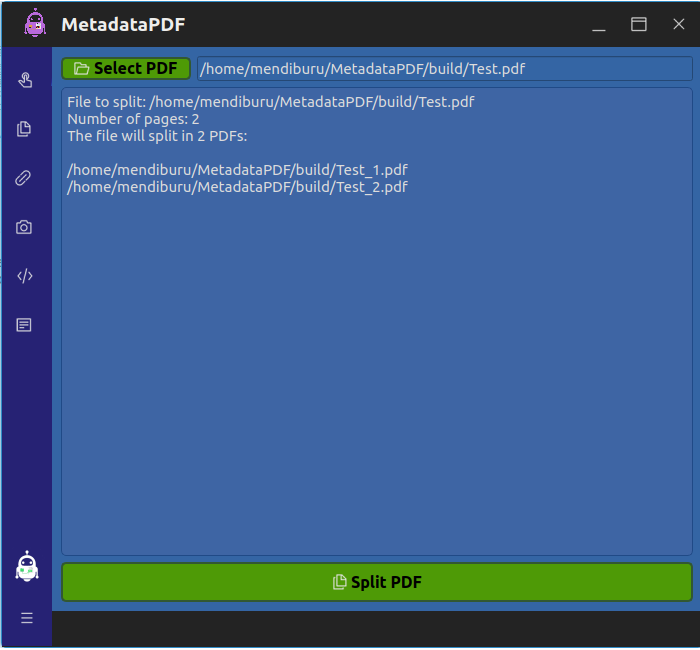 MetadataPDF
Select PDF
/home/mendiburu/MetadataPDF/build/Test.pdf
File to split: /home/mendiburu/MetadataPDF/build/Test.pdf
Number of pages: 2
The file will split in 2 PDFs:
/home/mendiburu/MetadataPDF/build/Test_1.pdf
/home/mendiburu/MetadataPDF/build/Test_2.pdf
Split PDF